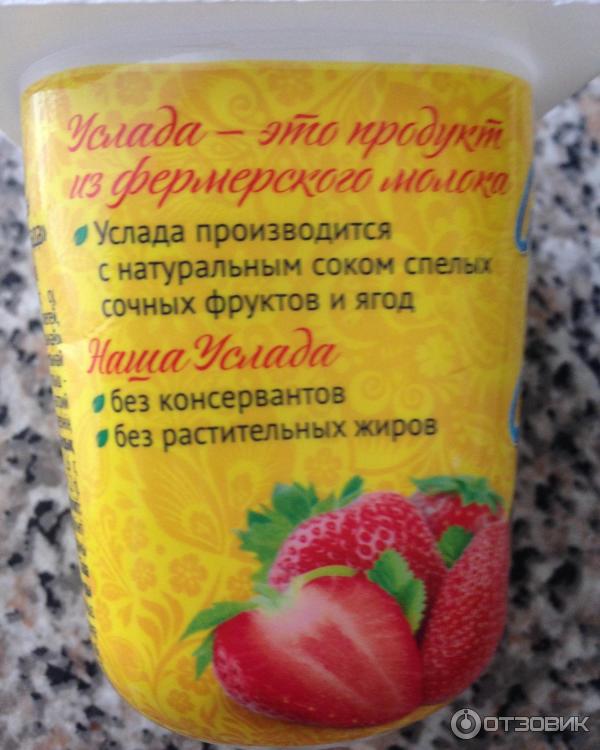 Услада – это продукт
из фермерского молока
Услада производится
с натуральным соком спелых
сочных фруктов и ягод
Наша Услада
без консервантов
без растительных жиров
ОТЗОВИК